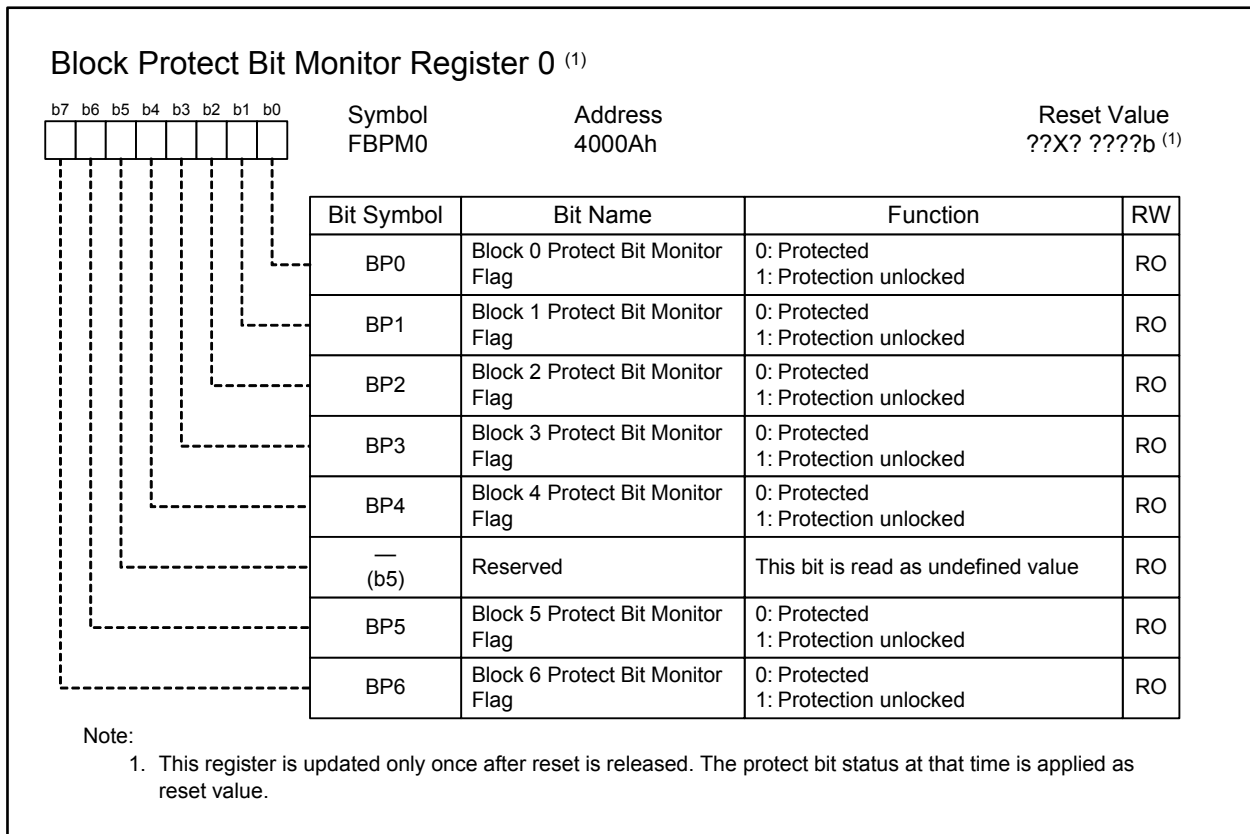 Block Protect Bit Monitor Register 0 (1)
b7 b6 b5 b4 b3 b2 b1 b0
Symbol Address Reset Value
FBPM0 4000Ah ??X? ????b (1)
Bit Symbol Bit Name Function RW
BP0 Block 0 Protect Bit Monitor Flag 0: Protected
1: Protection unlocked RO
BP1 Block 1 Protect Bit Monitor Flag 0: Protected
1: Protection unlocked RO
BP2 Block 2 Protect Bit Monitor Flag 0: Protected
1: Protection unlocked RO
BP3 Block 3 Protect Bit Monitor Flag 0: Protected
1: Protection unlocked RO
BP4 Block 4 Protect Bit Monitor Flag 0: Protected
1: Protection unlocked RO
—
(b5) Reserved This bit is read as undefined value RO
BP5 Block 5 Protect Bit Monitor Flag 0: Protected
1: Protection unlocked RO
BP6 Block 6 Protect Bit Monitor Flag 0: Protected
1: Protection unlocked RO
Note:
1. This register is updated only once after reset is released. The protect bit status at that time is applied as
reset value.